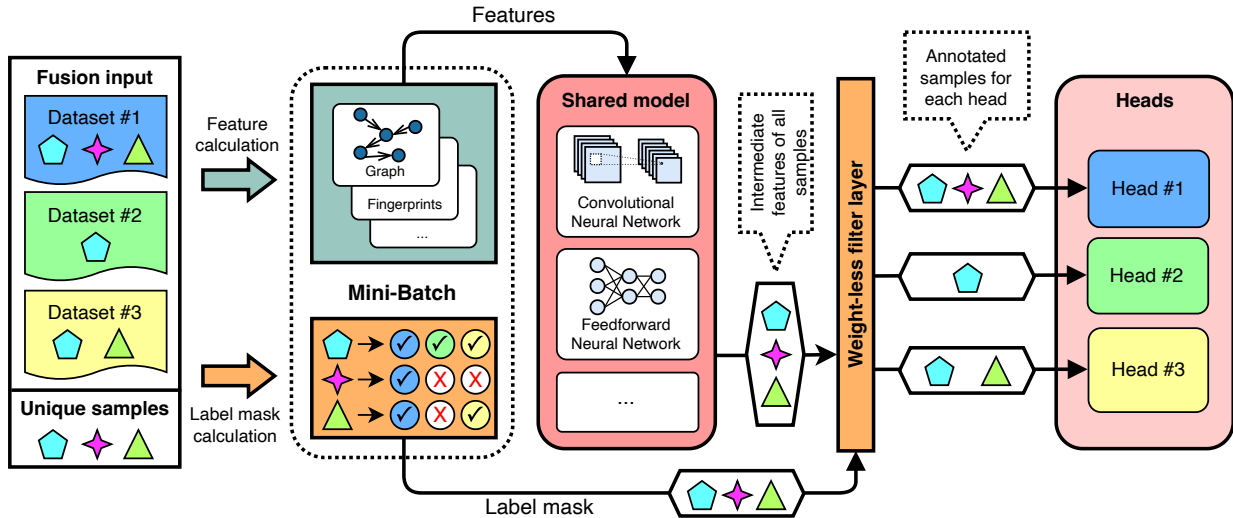 Fusion input
Dataset #1
Dataset #2
Dataset #3
Unique samples
Feature
calculation
Label mask
calculation
Features
Graph
Fingerprints
...
Mini-Batch
✓ ✓ ✓
✓ X X
✓ X ✓
Label mask
Shared model
Convolutional
Neural Network
Feedforward
Neural Network
...
Intermediate
features of all
samples
Weight-less filter layer
Annotated
samples for
each head
Heads
Head #1
Head #2
Head #3